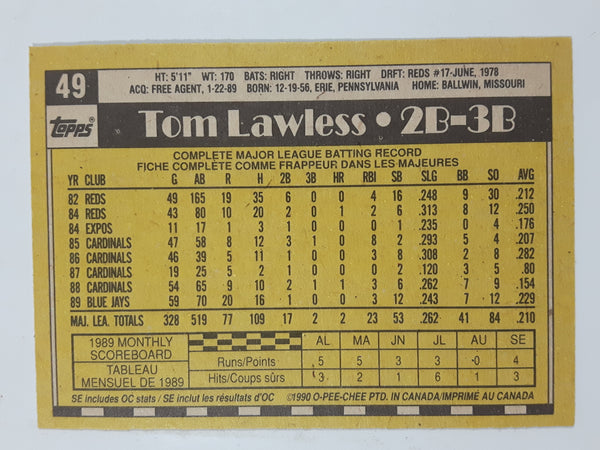 49
HT: 5'11" WT: 170 BATS: RIGHT THROWS: RIGHT DRFT: REDS #17-JUNE, 1978
ACQ: FREE AGENT, 1-22-89 BORN: 12-19-56, ERIE, PENNSYLVANIA HOME: BALLWIN, MISSOURI
Topps
Tom Lawless • 2B-3B
COMPLETE MAJOR LEAGUE BATTING RECORD
FICHE COMPLÈTE COMME FRAPPEUR DANS LES MAJEURES
YR CLUB G AB R H 2B 3B HR RBI SB SLG BB SO AVG
82 REDS 49 165 19 35 6 0 0 4 16 .248 9 30 .212
84 REDS 43 80 10 20 2 0 1 2 6 .313 8 12 .250
84 EXPOS 11 17 1 3 1 0 0 0 1 .235 0 4 .176
85 CARDINALS 47 58 8 12 3 1 0 8 2 .293 5 4 .207
86 CARDINALS 46 39 5 11 1 0 0 3 8 .308 2 8 .282
87 CARDINALS 19 25 5 2 1 0 0 0 2 .120 3 5 .80
88 CARDINALS 54 65 9 10 2 1 1 3 6 .262 7 9 .154
89 BLUE JAYS 59 70 20 16 1 0 0 3 12 .243 7 12 .229
MAJ. LEA. TOTALS 328 519 77 109 17 2 2 23 53 .262 41 84 .210
1989 MONTHLY SCOREBOARD AL MA JN JL AU SE
Runs/Points 5 5 3 3 -0 4
TABLEAU MENSUEL DE 1989 Hits/Coups sûrs 3 2 1 6 1 3
SE includes OC stats / SE inclut les résultats d'OC ©1990 O-PEE-CHEE PTD. IN CANADA/IMPRIMÉ AU CANADA